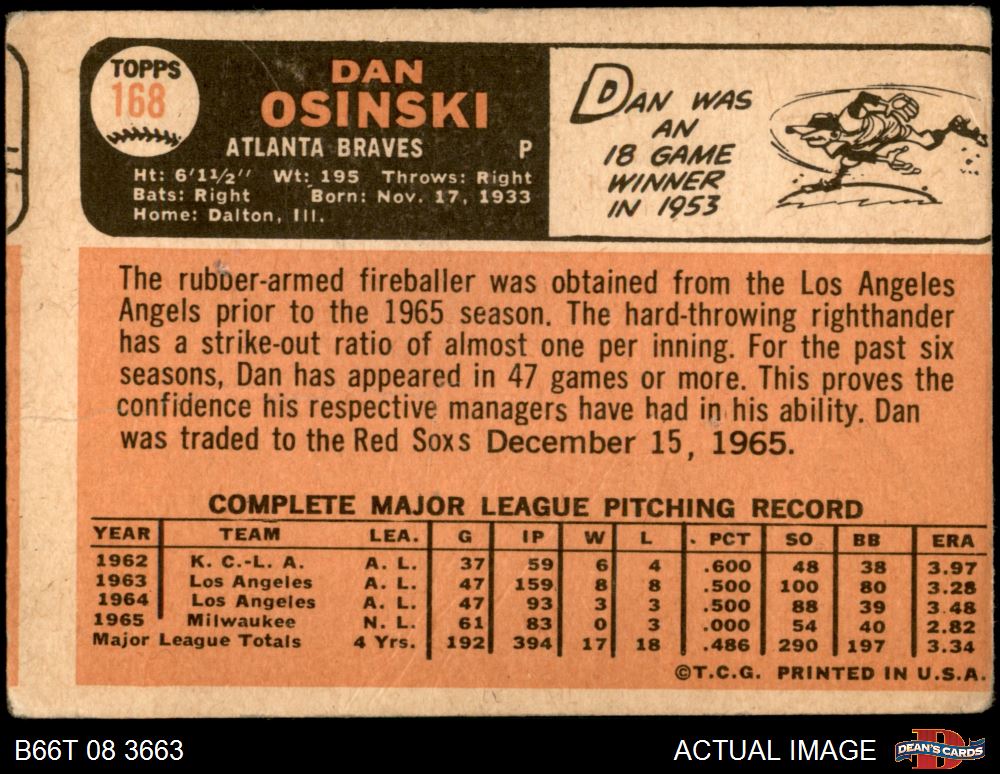 TOPPS
168
DAN
OSINSKI
ATLANTA BRAVES P
Ht: 6'1½" Wt: 195 Throws: Right
Bats: Right Born: Nov. 17, 1933
Home: Dalton, Ill.
DAN WAS
AN
18 GAME
WINNER
IN 1953
The rubber-armed fireballer was obtained from the Los Angeles
Angels prior to the 1965 season. The hard-throwing righthander
has a strike-out ratio of almost one per inning. For the past six
seasons, Dan has appeared in 47 games or more. This proves the
confidence his respective managers have had in his ability. Dan
was traded to the Red Soxs December 15, 1965.
COMPLETE MAJOR LEAGUE PITCHING RECORD
YEAR TEAM LEA. G IP W L PCT SO BB ERA
1962 K. C.-L. A. A. L. 37 59 6 4 .600 48 38 3.97
1963 Los Angeles A. L. 47 159 8 8 .500 100 80 3.28
1964 Los Angeles A. L. 47 93 3 3 .500 88 39 3.48
1965 Milwaukee N. L. 61 83 0 3 .000 54 40 2.82
Major League Totals 4 Yrs. 192 394 17 18 .486 290 197 3.34
©T.C.G. PRINTED IN U.S.A.
B66T 08 3663 ACTUAL IMAGE DEAN'S CARDS